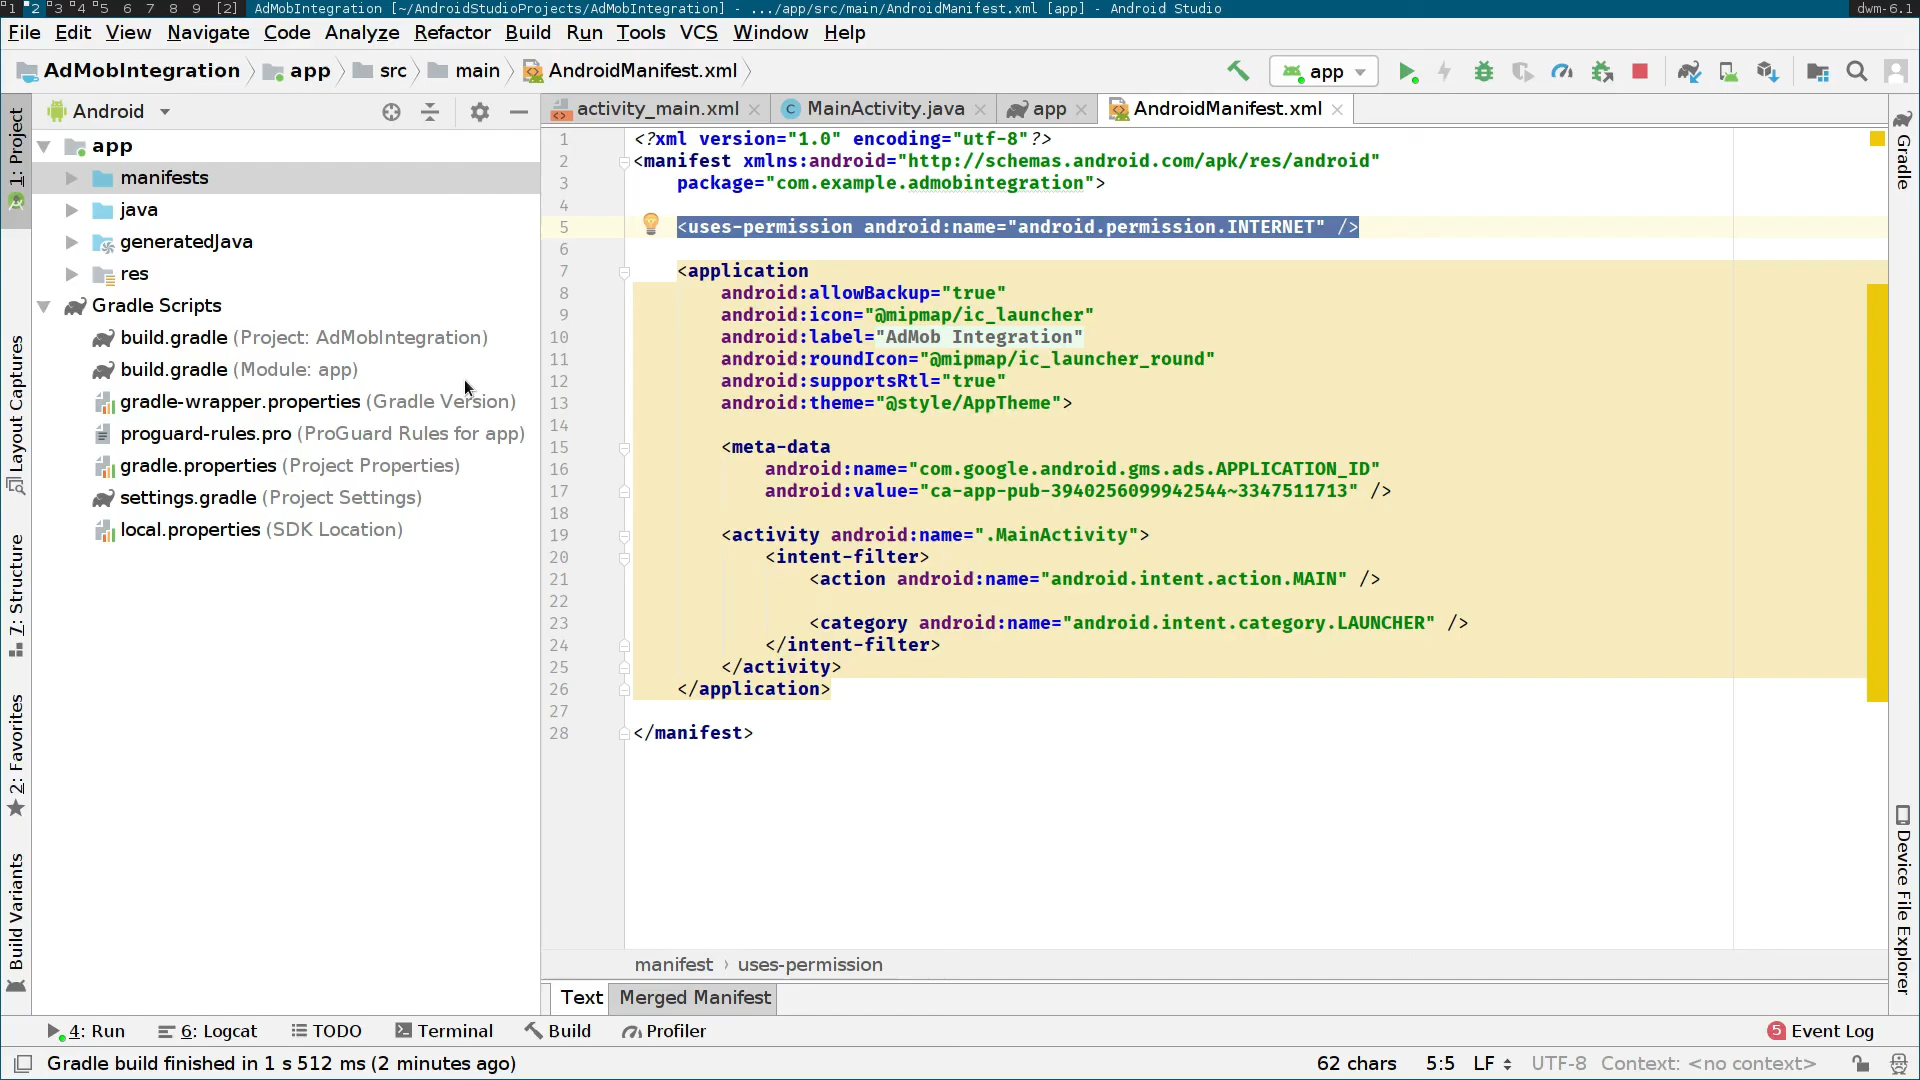 1 2 3 4 5 6 7 8 9 [2] AdMobIntegration [~/AndroidStudioProjects/AdMobIntegration] - .../app/src/main/AndroidManifest.xml [app] - Android Studio dwm-6.1
File Edit View Navigate Code Analyze Refactor Build Run Tools VCS Window Help
AdMobIntegration app src main AndroidManifest.xml app
1: Project
Layout Captures
7: Structure
2: Favorites
Build Variants
Android
app
manifests
java
generatedJava
res
Gradle Scripts
build.gradle (Project: AdMobIntegration)
build.gradle (Module: app)
gradle-wrapper.properties (Gradle Version)
proguard-rules.pro (ProGuard Rules for app)
gradle.properties (Project Properties)
settings.gradle (Project Settings)
local.properties (SDK Location)
activity_main.xml MainActivity.java app AndroidManifest.xml
1 <?xml version="1.0" encoding="utf-8"?>
2 <manifest xmlns:android="http://schemas.android.com/apk/res/android"
3 package="com.example.admobintegration">
4
5 <uses-permission android:name="android.permission.INTERNET" />
6
7 <application
8 android:allowBackup="true"
9 android:icon="@mipmap/ic_launcher"
10 android:label="AdMob Integration"
11 android:roundIcon="@mipmap/ic_launcher_round"
12 android:supportsRtl="true"
13 android:theme="@style/AppTheme">
14
15 <meta-data
16 android:name="com.google.android.gms.ads.APPLICATION_ID"
17 android:value="ca-app-pub-3940256099942544~3347511713" />
18
19 <activity android:name=".MainActivity">
20 <intent-filter>
21 <action android:name="android.intent.action.MAIN" />
22
23 <category android:name="android.intent.category.LAUNCHER" />
24 </intent-filter>
25 </activity>
26 </application>
27
28 </manifest>
manifest › uses-permission
Text Merged Manifest
Gradle
Device File Explorer
4: Run 6: Logcat TODO Terminal Build Profiler 5 Event Log
Gradle build finished in 1 s 512 ms (2 minutes ago) 62 chars 5:5 LF UTF-8 Context: <no context>